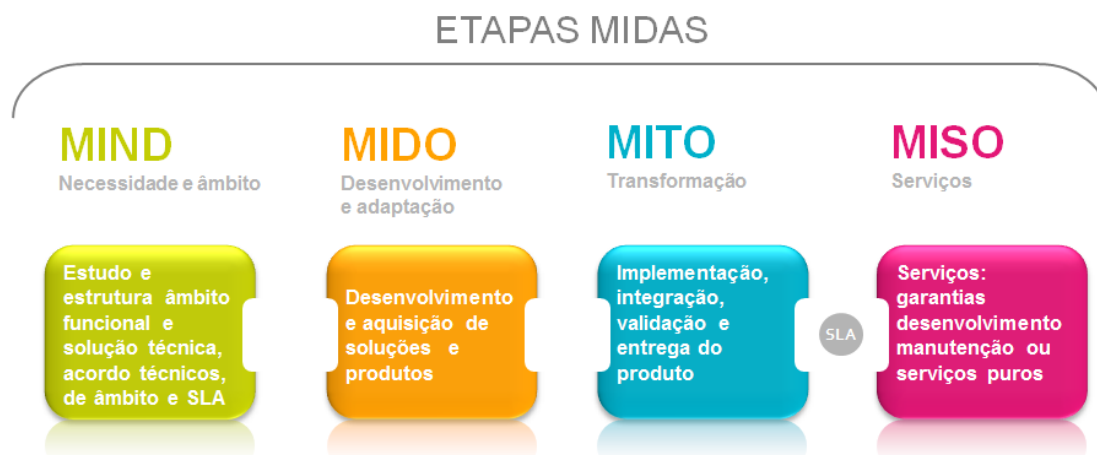 ETAPAS MIDAS
MIND
Necessidade e âmbito
MIDO
Desenvolvimento
e adaptação
MITO
Transformação
MISO
Serviços
Estudo e
estrutura âmbito
funcional e
solução técnica,
acordo técnicos,
de âmbito e SLA
Desenvolvimento
e aquisição de
soluções e
produtos
Implementação,
integração,
validação e
entrega do
produto
SLA
Serviços:
garantias
desenvolvimento
manutenção ou
serviços puros